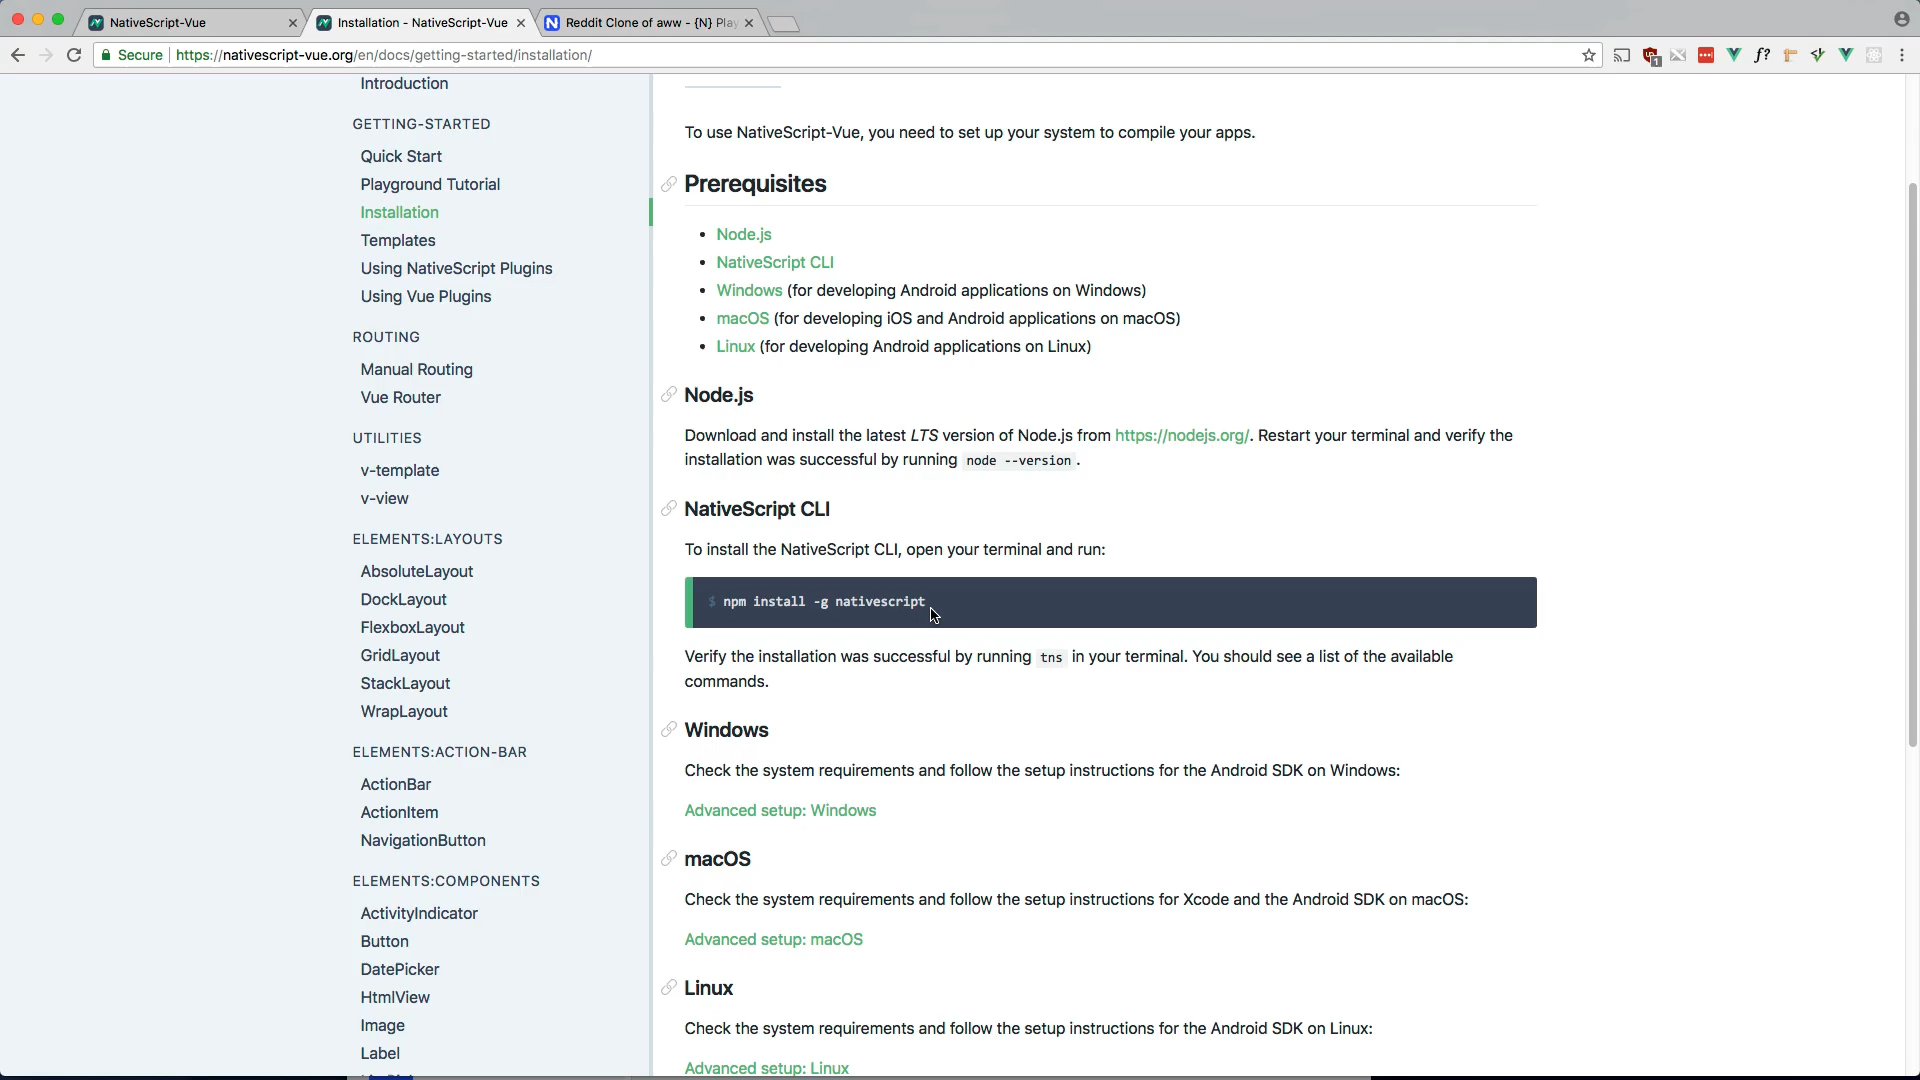 NativeScript-Vue
Installation - NativeScript-Vue
Reddit Clone of aww - {N} Play
Secure
https://nativescript-vue.org/en/docs/getting-started/installation/
1
f?
Introduction
GETTING-STARTED
Quick Start
Playground Tutorial
Installation
Templates
Using NativeScript Plugins
Using Vue Plugins
ROUTING
Manual Routing
Vue Router
UTILITIES
v-template
v-view
ELEMENTS:LAYOUTS
AbsoluteLayout
DockLayout
FlexboxLayout
GridLayout
StackLayout
WrapLayout
ELEMENTS:ACTION-BAR
ActionBar
ActionItem
NavigationButton
ELEMENTS:COMPONENTS
ActivityIndicator
Button
DatePicker
HtmlView
Image
Label
To use NativeScript-Vue, you need to set up your system to compile your apps.
Prerequisites
• Node.js
• NativeScript CLI
• Windows (for developing Android applications on Windows)
• macOS (for developing iOS and Android applications on macOS)
• Linux (for developing Android applications on Linux)
Node.js
Download and install the latest LTS version of Node.js from https://nodejs.org/. Restart your terminal and verify the
installation was successful by running node --version.
NativeScript CLI
To install the NativeScript CLI, open your terminal and run:
$ npm install -g nativescript
Verify the installation was successful by running tns in your terminal. You should see a list of the available
commands.
Windows
Check the system requirements and follow the setup instructions for the Android SDK on Windows:
Advanced setup: Windows
macOS
Check the system requirements and follow the setup instructions for Xcode and the Android SDK on macOS:
Advanced setup: macOS
Linux
Check the system requirements and follow the setup instructions for the Android SDK on Linux:
Advanced setup: Linux